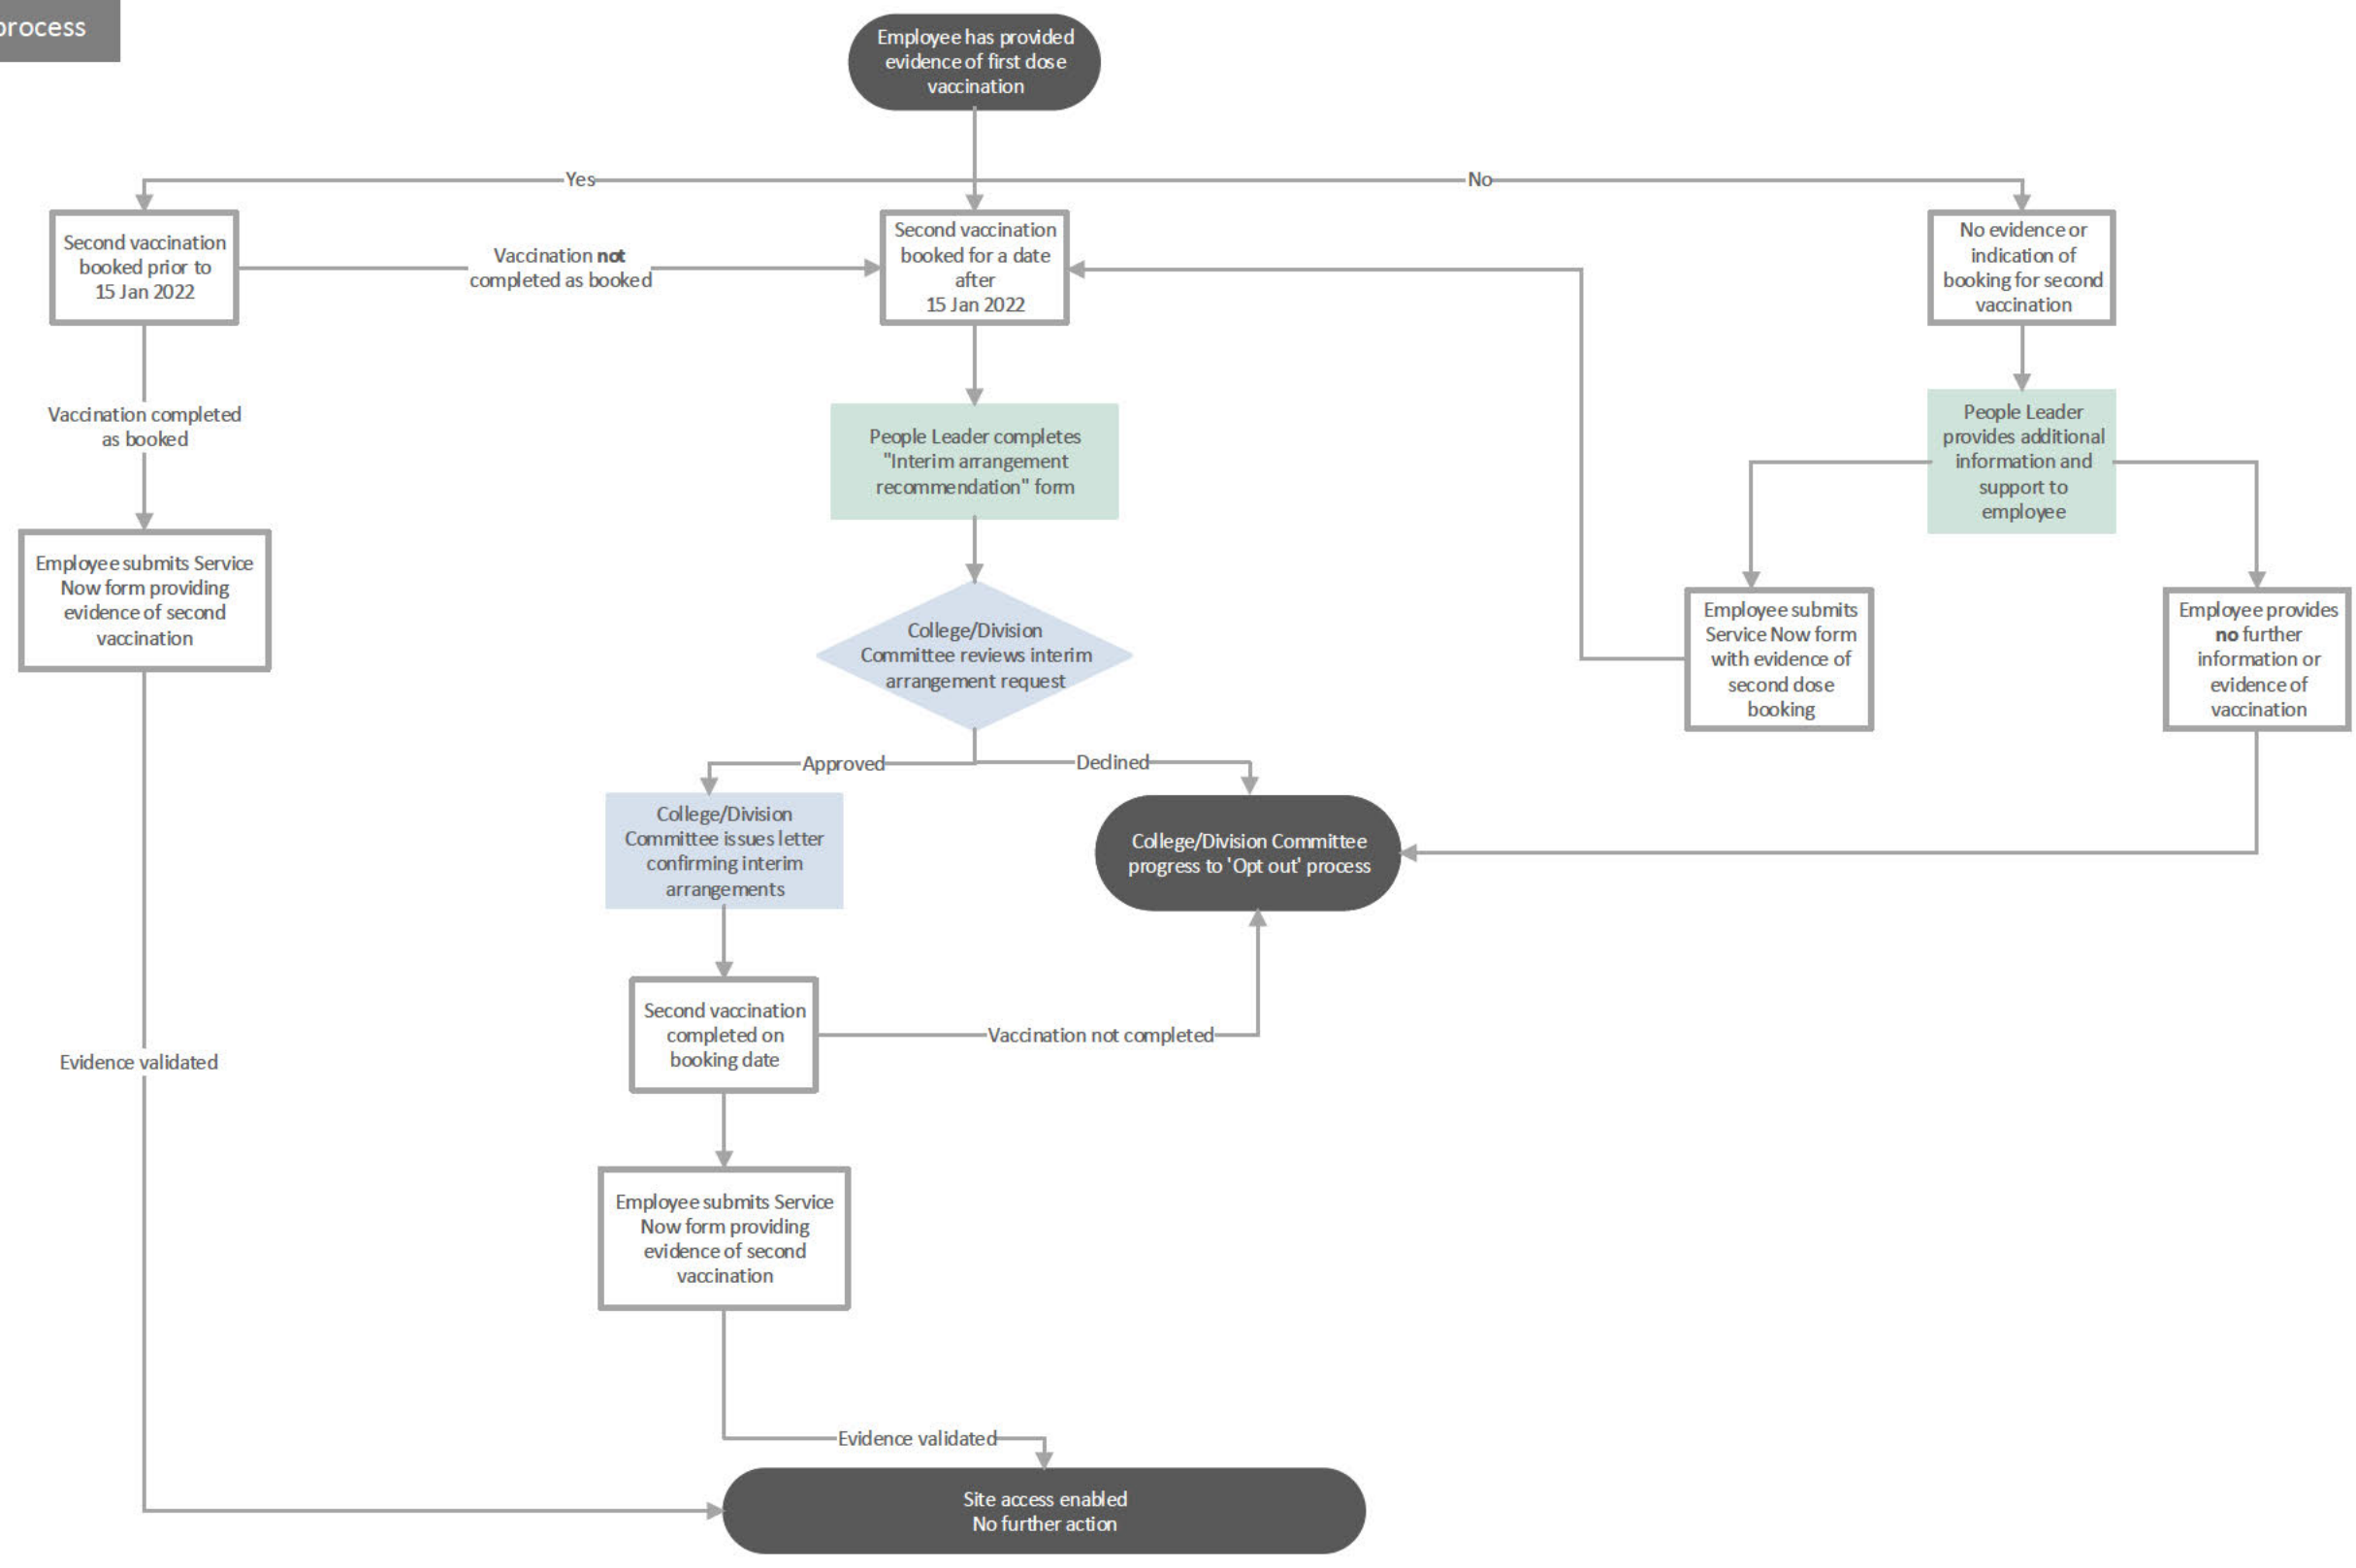 process
Employee has provided
evidence of first dose
vaccination
Yes
No
Second vaccination
booked prior to
15 Jan 2022
Vaccination not
completed as booked
Second vaccination
booked for a date
after
15 Jan 2022
No evidence or
indication of
booking for second
vaccination
Vaccination completed
as booked
People Leader completes
"Interim arrangement
recommendation" form
People Leader
provides additional
information and
support to
employee
Employee submits Service
Now form providing
evidence of second
vaccination
College/Division
Committee reviews interim
arrangement request
Employee submits
Service Now form
with evidence of
second dose
booking
Employee provides
no further
information or
evidence of
vaccination
Approved
Declined
College/Division
Committee issues letter
confirming interim
arrangements
College/Division Committee
progress to 'Opt out' process
Second vaccination
completed on
booking date
Vaccination not completed
Evidence validated
Employee submits Service
Now form providing
evidence of second
vaccination
Evidence validated
Site access enabled
No further action